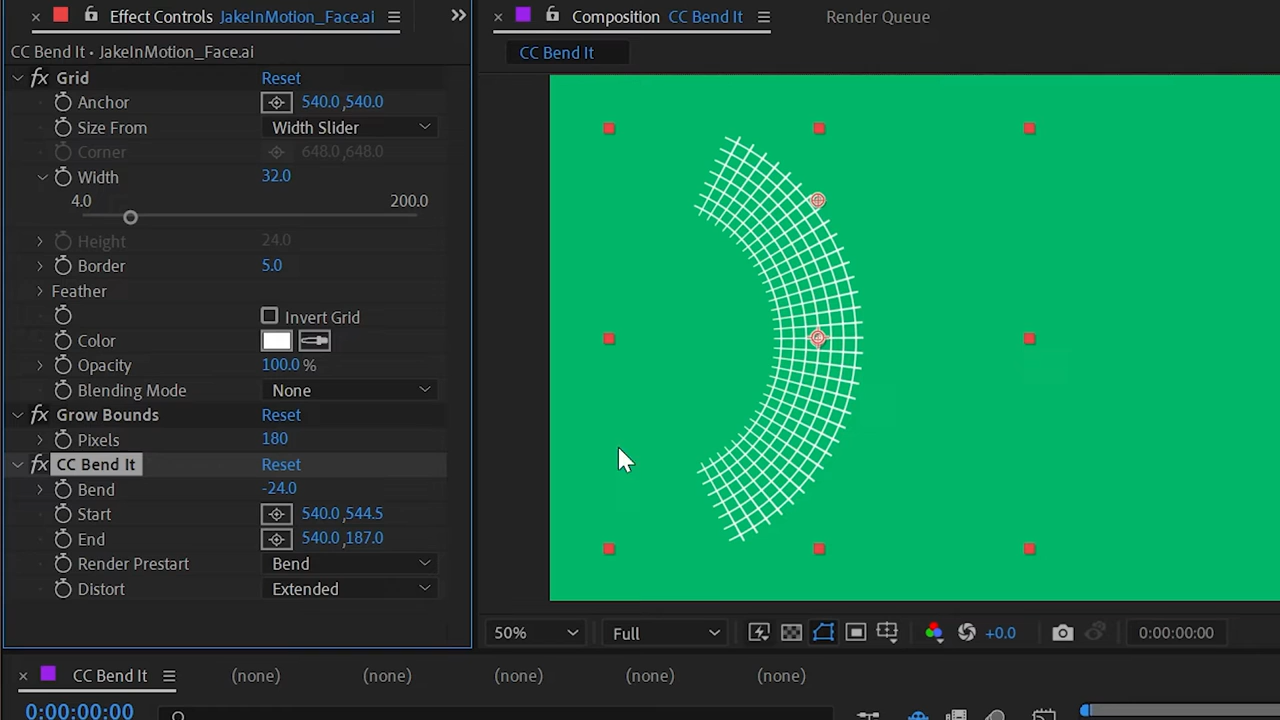 Effect Controls JakeInMotion_Face.ai
CC Bend It • JakeInMotion_Face.ai
fx Grid Reset
Anchor 540.0,540.0
Size From Width Slider
Corner 648.0,648.0
Width 32.0
4.0 200.0
Height 24.0
Border 5.0
Feather
Invert Grid
Color
Opacity 100.0 %
Blending Mode None
fx Grow Bounds Reset
Pixels 180
fx CC Bend It Reset
Bend -24.0
Start 540.0,544.5
End 540.0,187.0
Render Prestart Bend
Distort Extended
Composition CC Bend It Render Queue
CC Bend It
50% Full +0.0 0:00:00:00
CC Bend It (none) (none) (none) (none) (none)
0:00:00:00